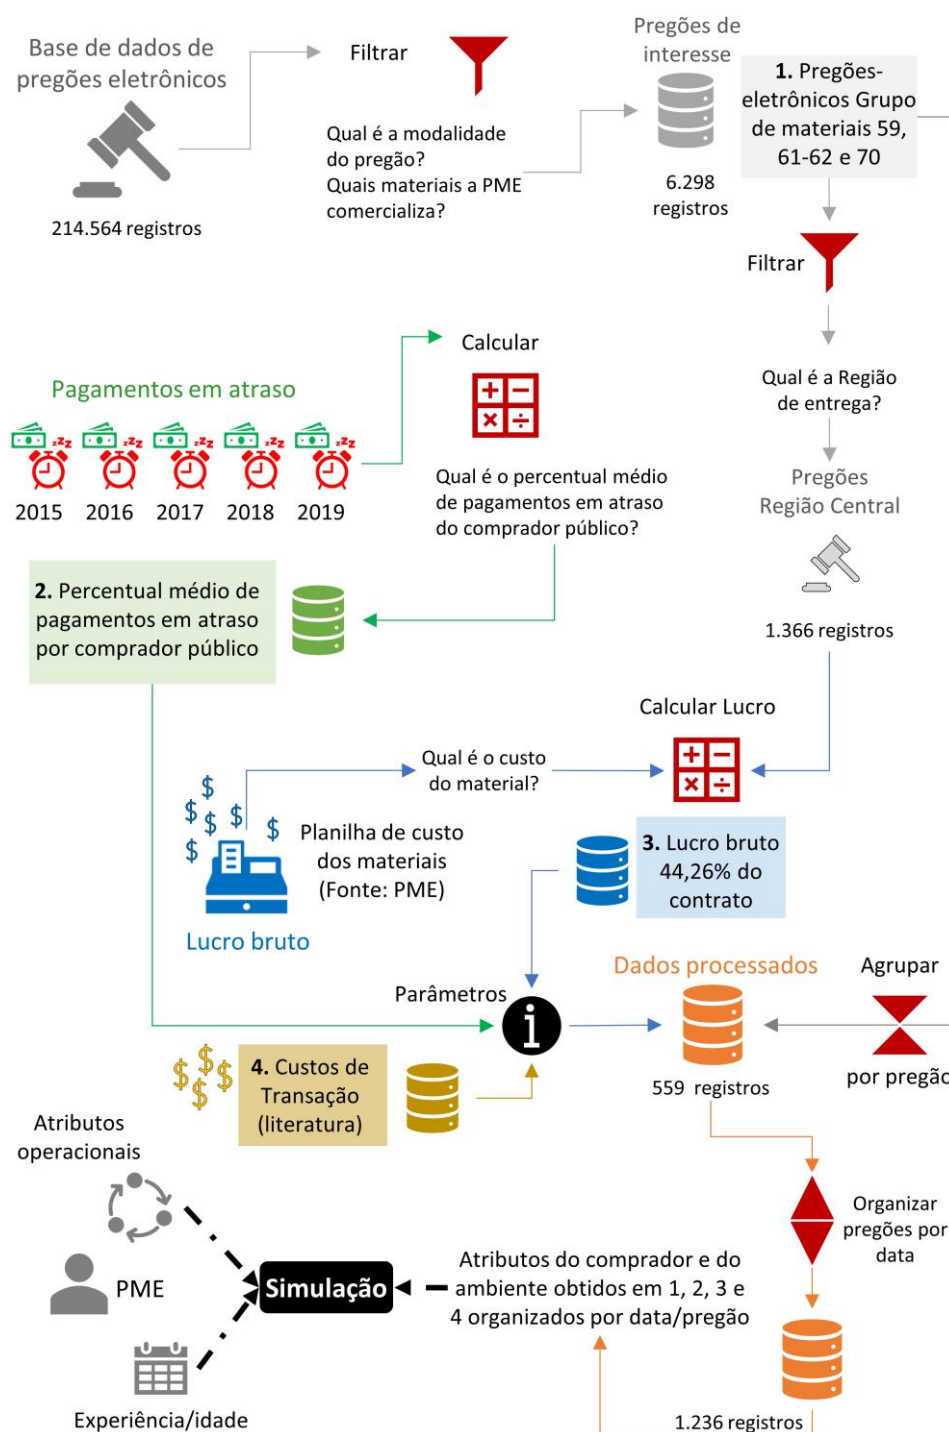 Base de dados de
pregões eletrônicos
214.564 registros
Filtrar
Qual é a modalidade
do pregão?
Quais materiais a PME
comercializa?
Pregões de
interesse
6.298
registros
1. Pregões-
eletrônicos Grupo
de materiais 59,
61-62 e 70
Filtrar
Qual é a Região
de entrega?
Pregões
Região Central
1.366 registros
Pagamentos em atraso
zzz zzz zzz zzz zzz
2015 2016 2017 2018 2019
Calcular
+ −
× ÷
Qual é o percentual médio
de pagamentos em atraso
do comprador público?
2. Percentual médio de
pagamentos em atraso
por comprador público
Calcular Lucro
+ −
× ÷
Qual é o custo
do material?
$
$ $
$ $
$
Planilha de custo
dos materiais
(Fonte: PME)
Lucro bruto
3. Lucro bruto
44,26% do
contrato
Parâmetros
i
Dados processados
559 registros
Agrupar
por pregão
$ $ $ $
4. Custos de
Transação
(literatura)
Atributos
operacionais
PME
Experiência/idade
Simulação
Atributos do comprador e do
ambiente obtidos em 1, 2, 3 e
4 organizados por data/pregão
Organizar
pregões por
data
1.236 registros